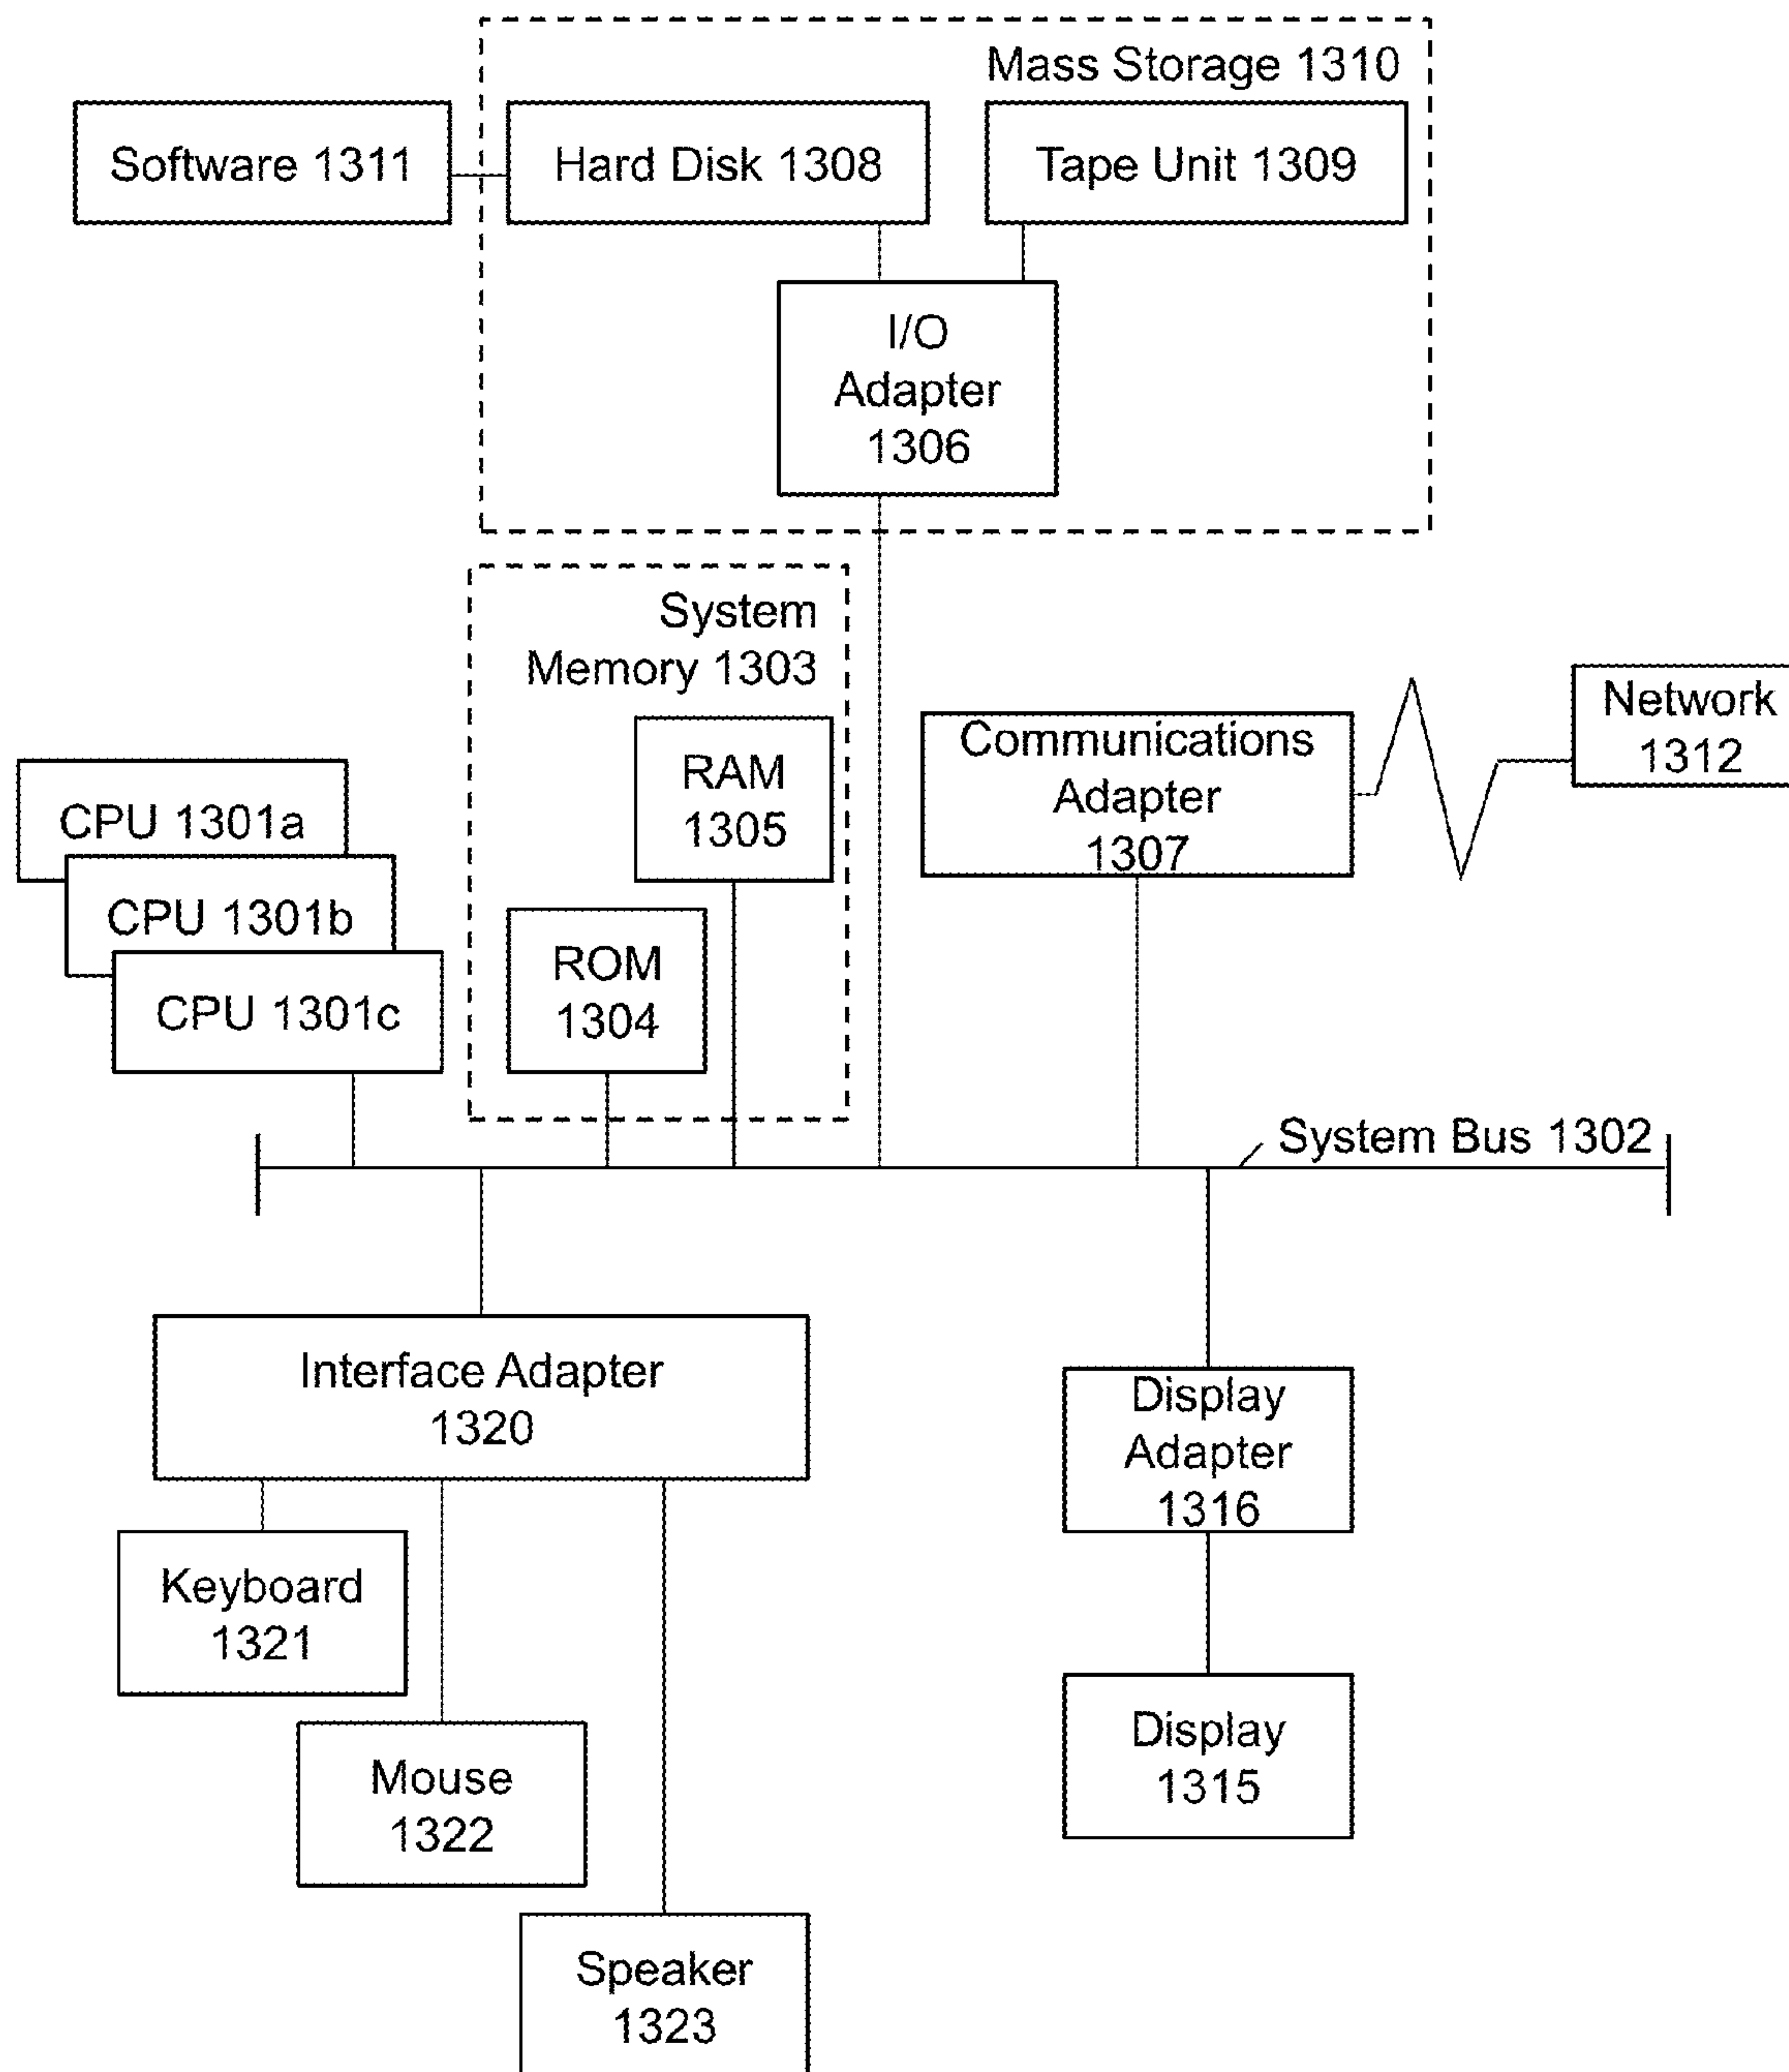 Mass Storage 1310
Software 1311
Hard Disk 1308
Tape Unit 1309
I/O
Adapter
1306
System
Memory 1303
RAM
1305
ROM
1304
Communications
Adapter
1307
Network
1312
CPU 1301a
CPU 1301b
CPU 1301c
System Bus 1302
Interface Adapter
1320
Display
Adapter
1316
Keyboard
1321
Mouse
1322
Speaker
1323
Display
1315